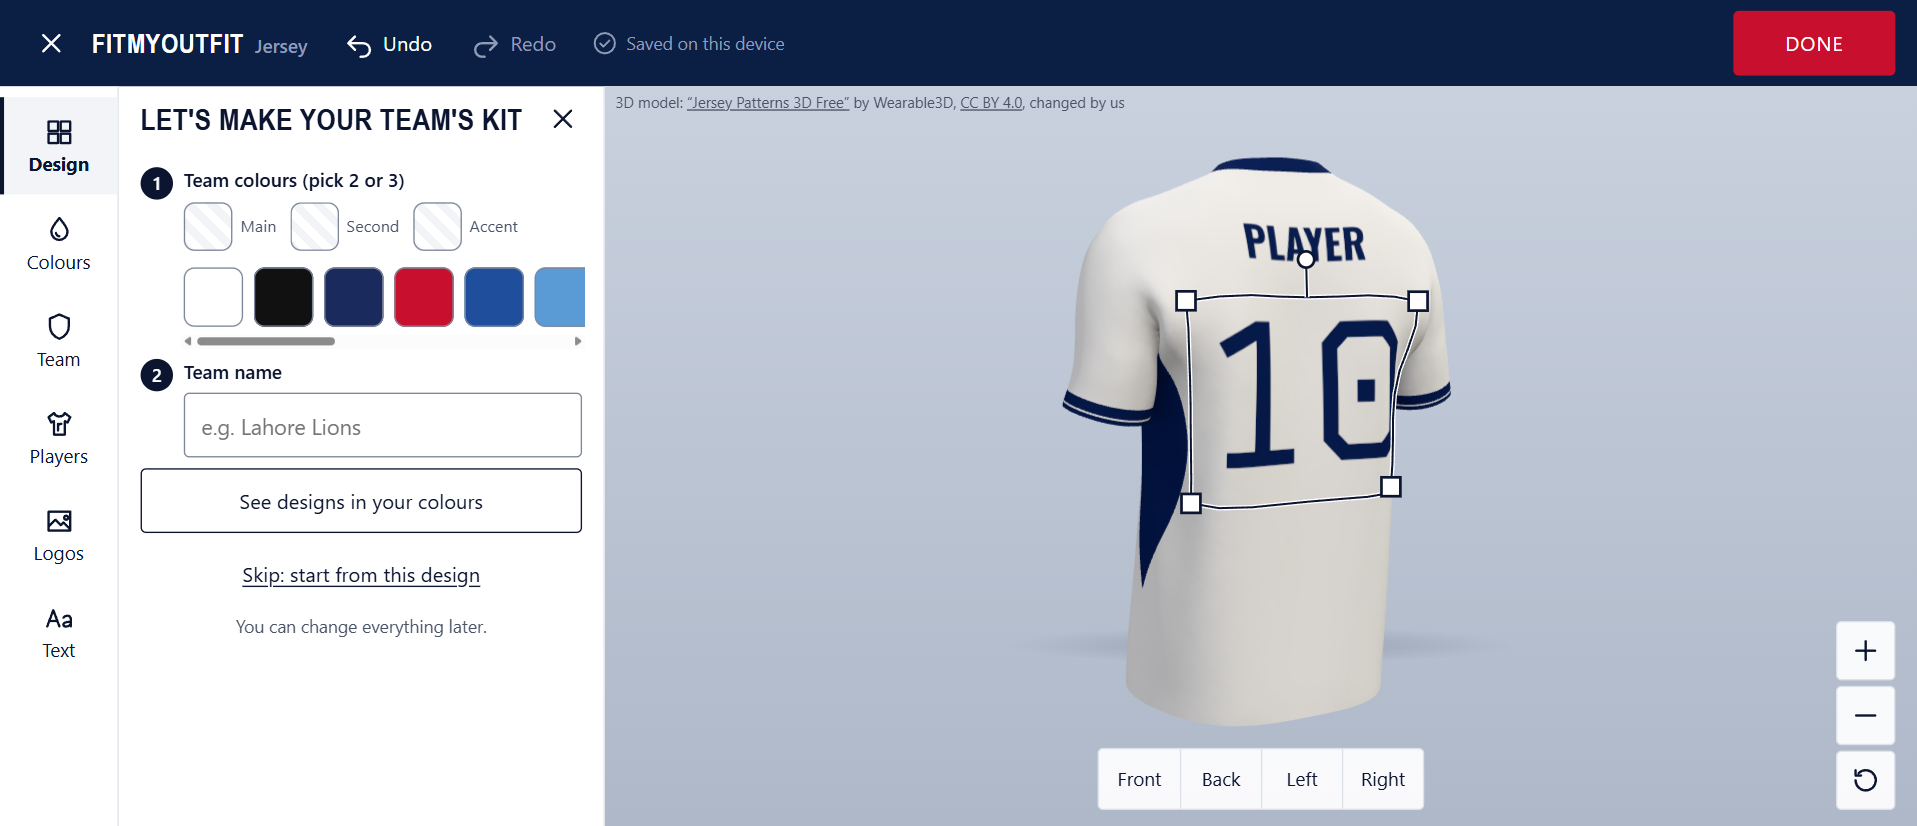 FITMYOUTFIT Jersey Undo Redo Saved on this device DONE
Design
Colours
Team
Players
Logos
Aa
Text
LET'S MAKE YOUR TEAM'S KIT
1 Team colours (pick 2 or 3)
Main Second Accent
2 Team name
e.g. Lahore Lions
See designs in your colours
Skip: start from this design
You can change everything later.
3D model: “Jersey Patterns 3D Free” by Wearable3D, CC BY 4.0, changed by us
PLAYER
10
Front Back Left Right